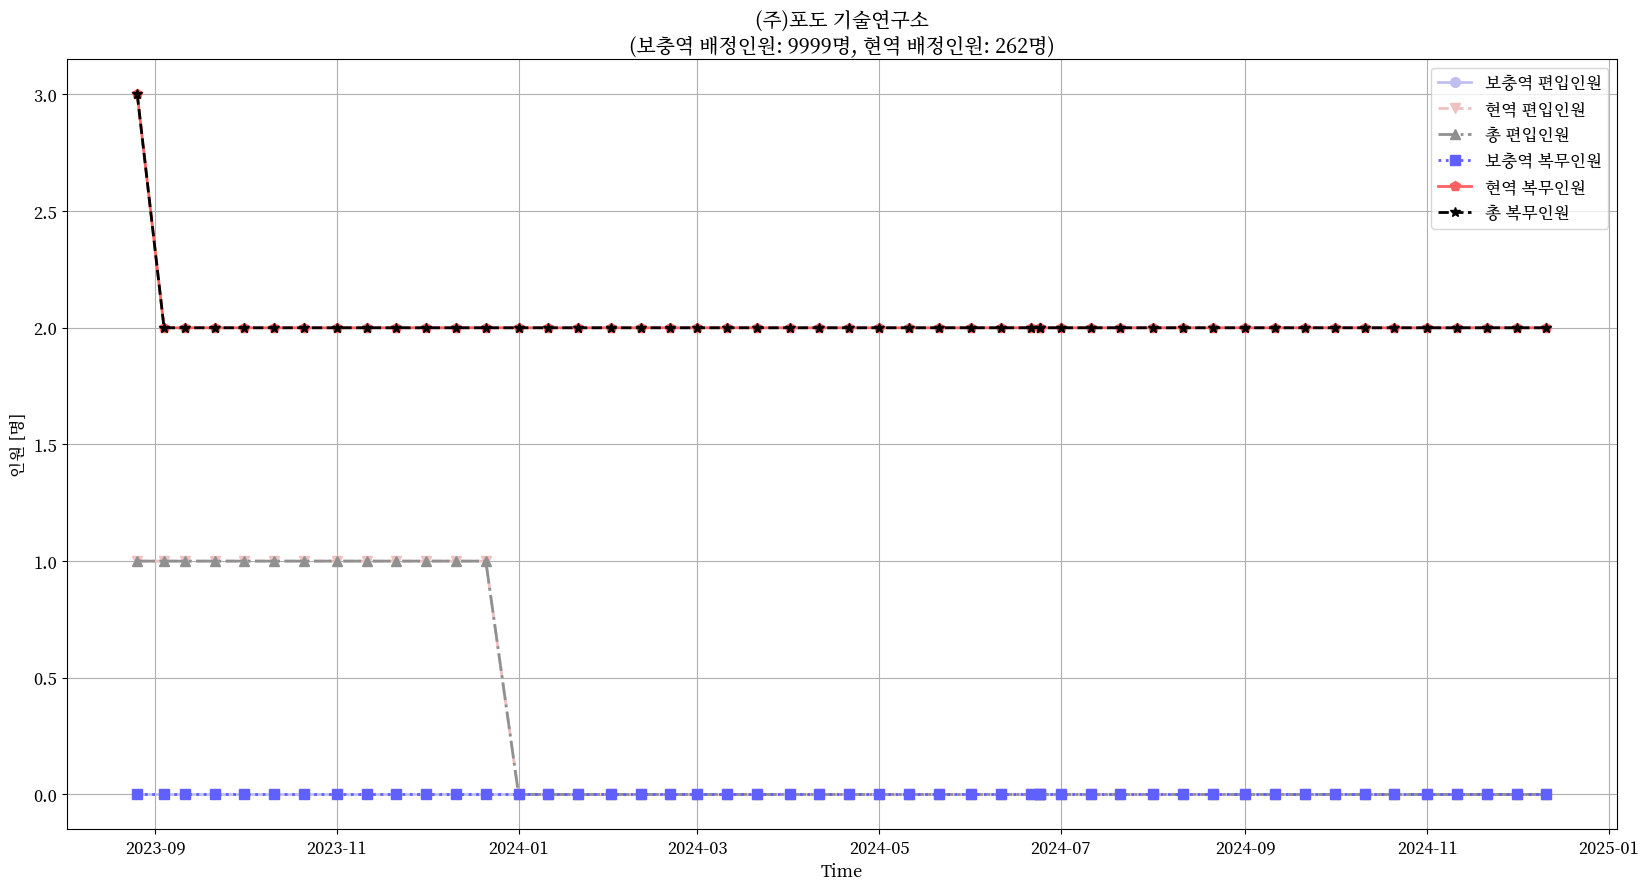 (주)포도 기술연구소
(보충역 배정인원: 9999명, 현역 배정인원: 262명)
보충역 편입인원
현역 편입인원
총 편입인원
보충역 복무인원
현역 복무인원
총 복무인원
3.0
2.5
2.0
1.5
1.0
0.5
0.0
인원 [명]
2023-09
2023-11
2024-01
2024-03
2024-05
2024-07
2024-09
2024-11
2025-01
Time